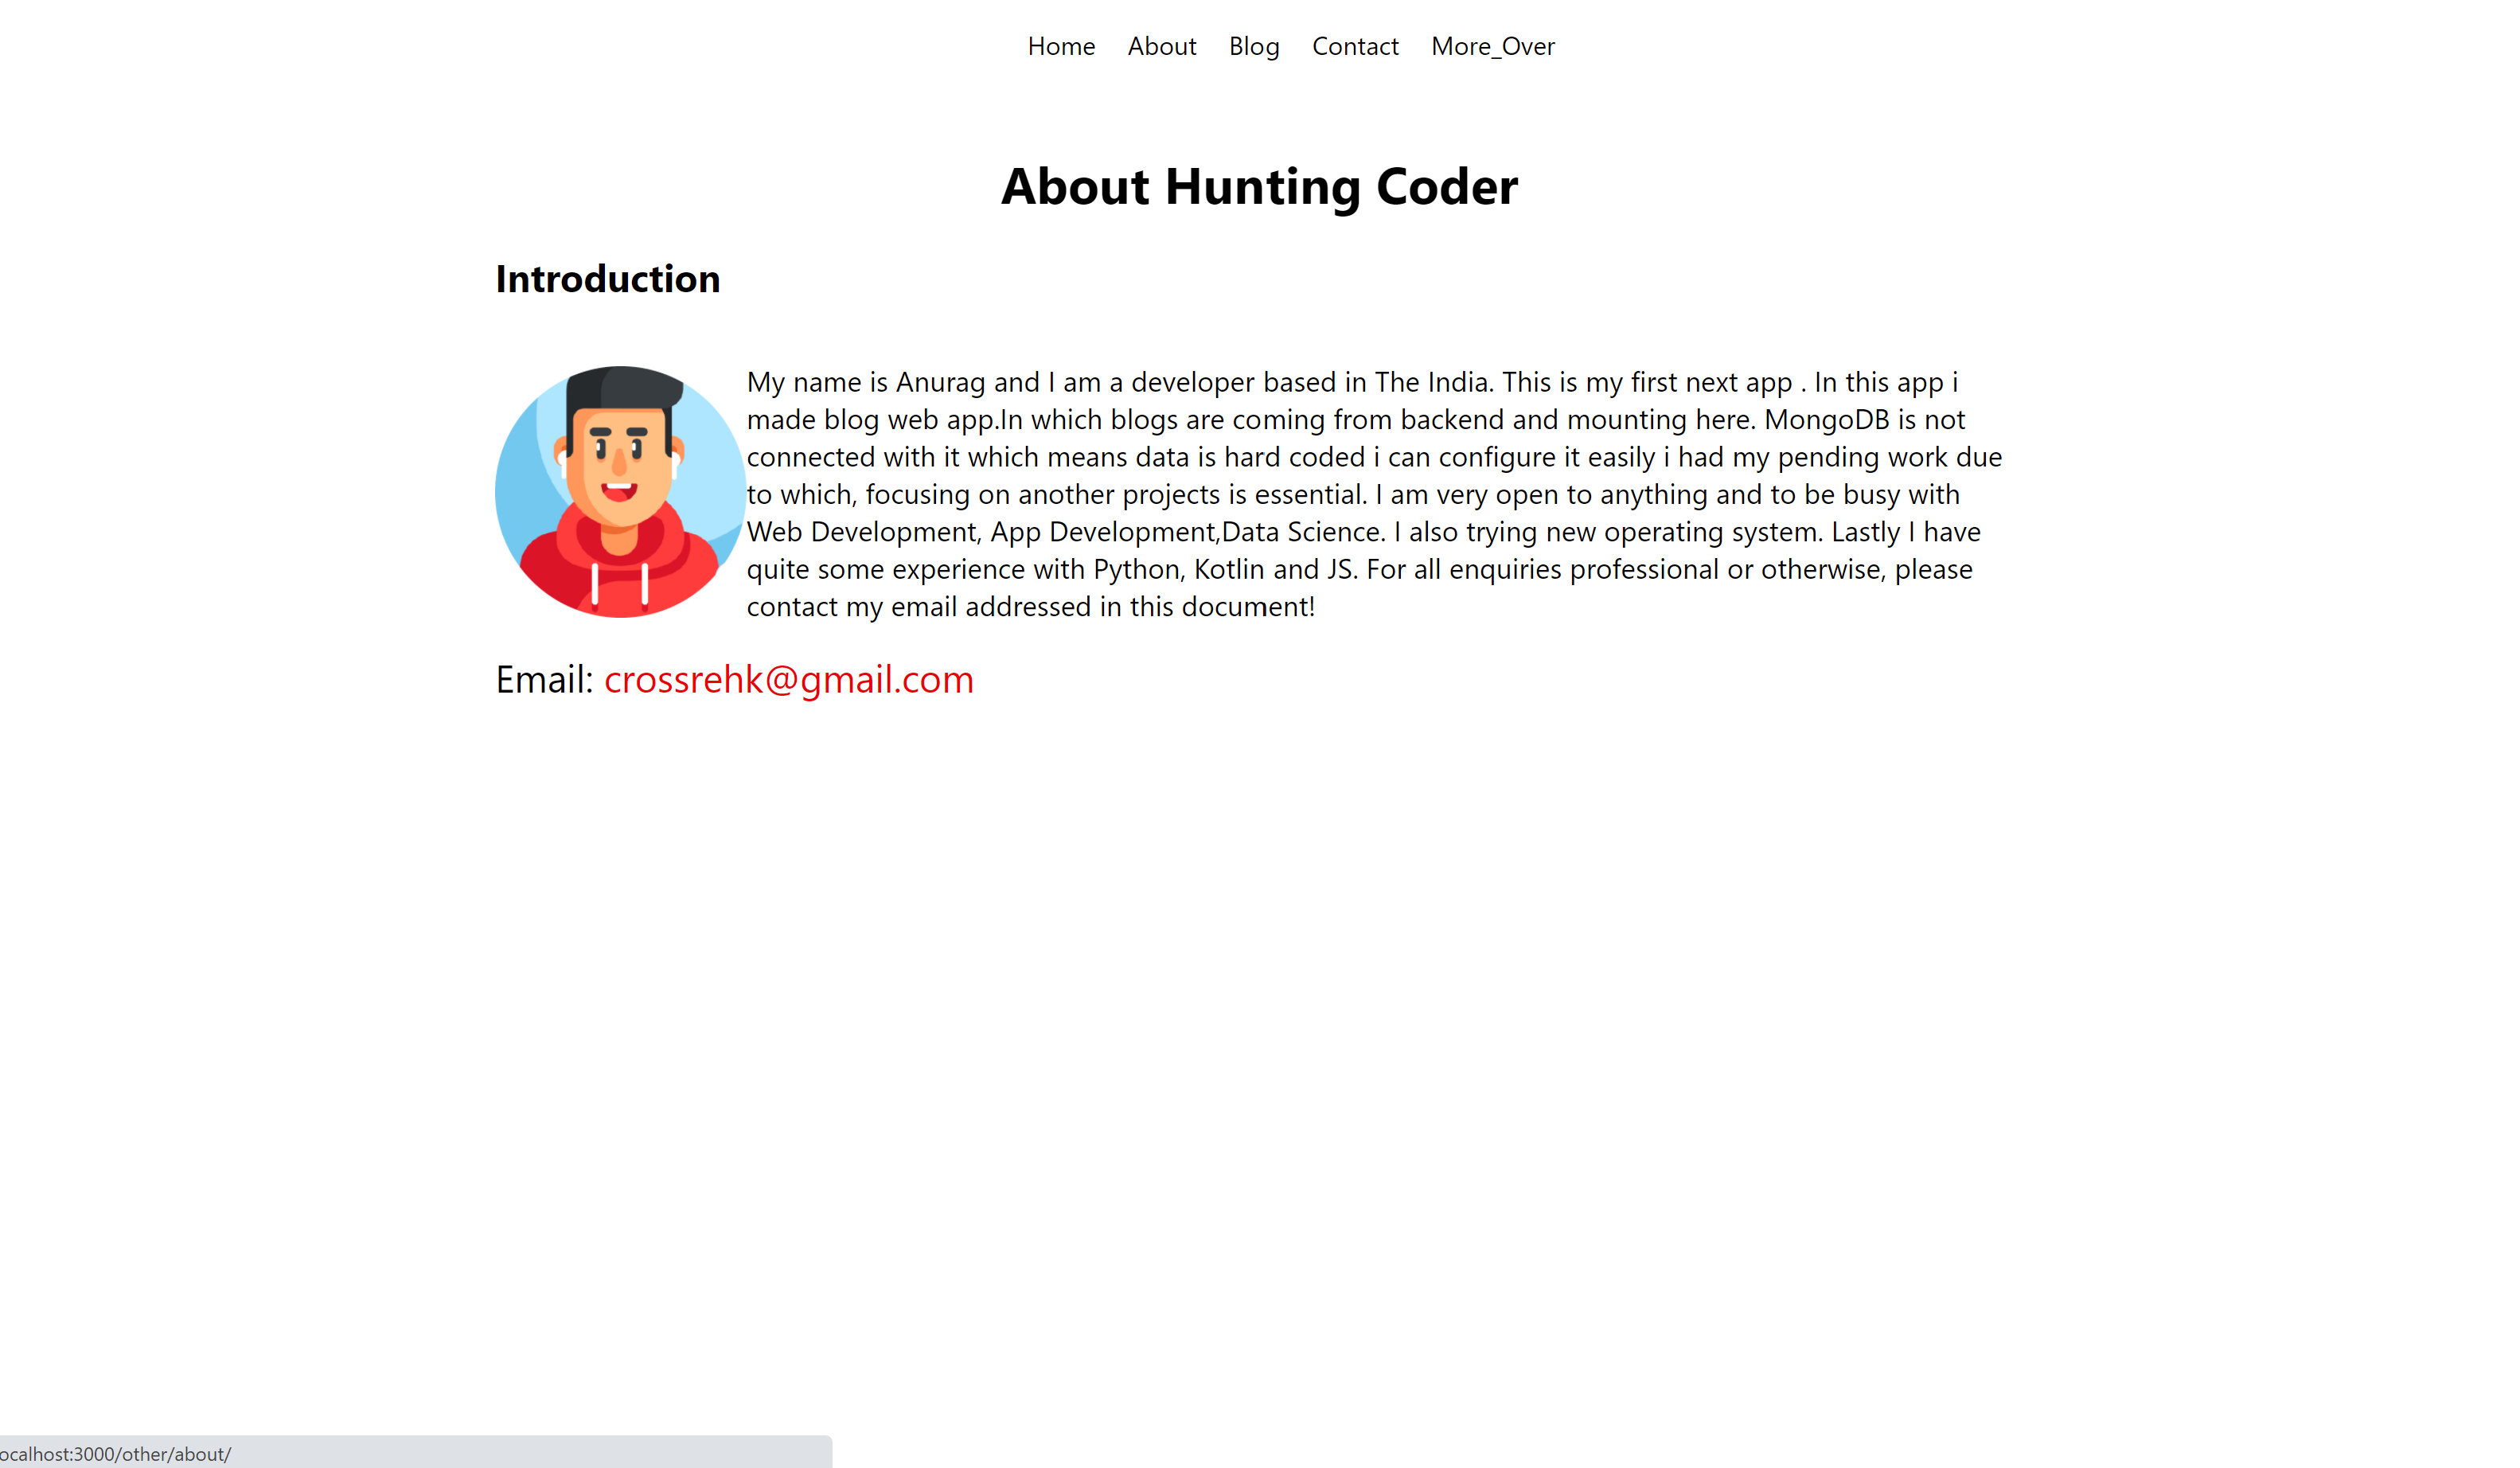 Home About Blog Contact More_Over
About Hunting Coder
Introduction
My name is Anurag and I am a developer based in The India. This is my first next app . In this app i
made blog web app.In which blogs are coming from backend and mounting here. MongoDB is not
connected with it which means data is hard coded i can configure it easily i had my pending work due
to which, focusing on another projects is essential. I am very open to anything and to be busy with
Web Development, App Development,Data Science. I also trying new operating system. Lastly I have
quite some experience with Python, Kotlin and JS. For all enquiries professional or otherwise, please
contact my email addressed in this document!
Email: crossrehk@gmail.com
ocalhost:3000/other/about/